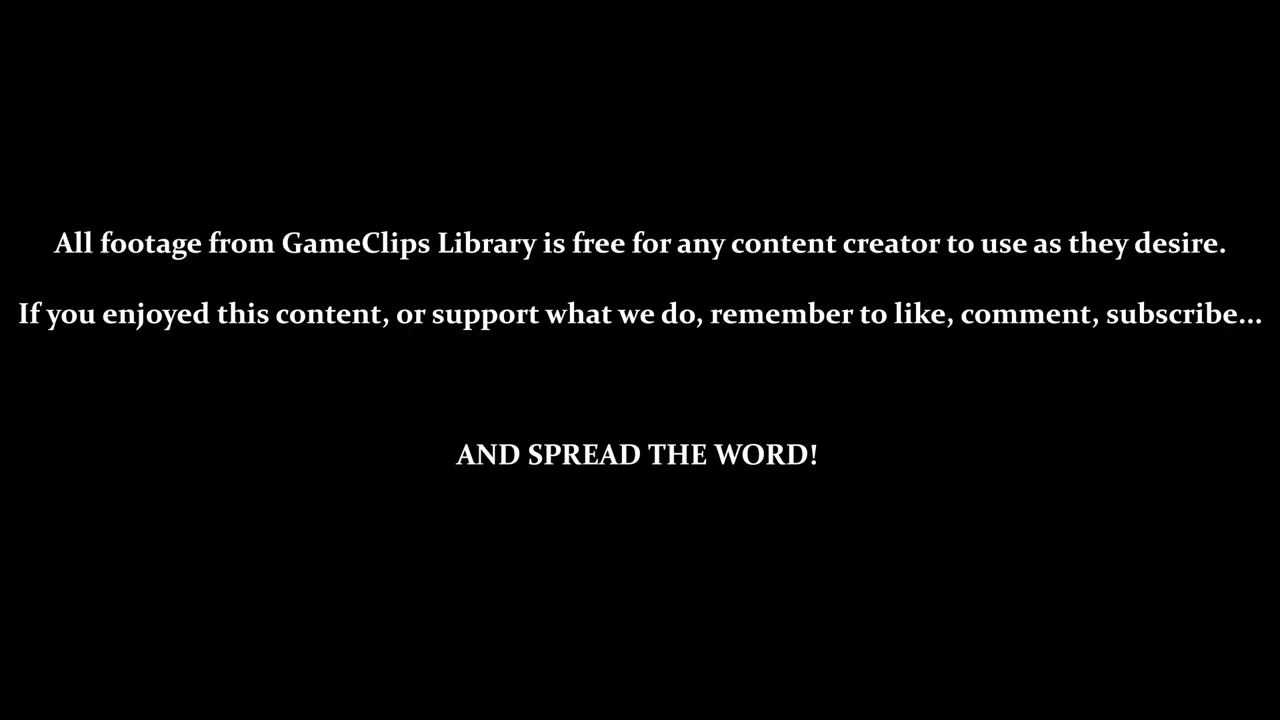 All footage from GameClips Library is free for any content creator to use as they desire.
If you enjoyed this content, or support what we do, remember to like, comment, subscribe...
AND SPREAD THE WORD!